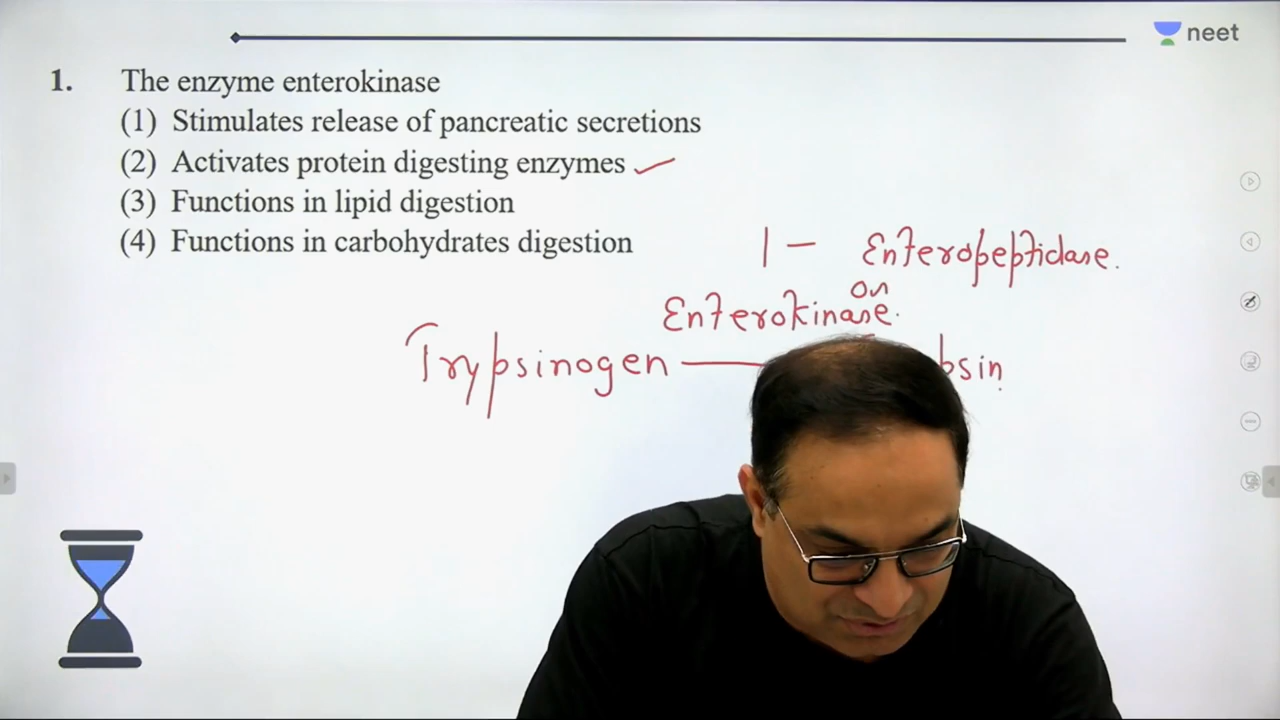 neet
1. The enzyme enterokinase
(1) Stimulates release of pancreatic secretions
(2) Activates protein digesting enzymes
(3) Functions in lipid digestion
(4) Functions in carbohydrates digestion
1 - Enteropeptidase.
or
Enterokinase.
Trypsinogen